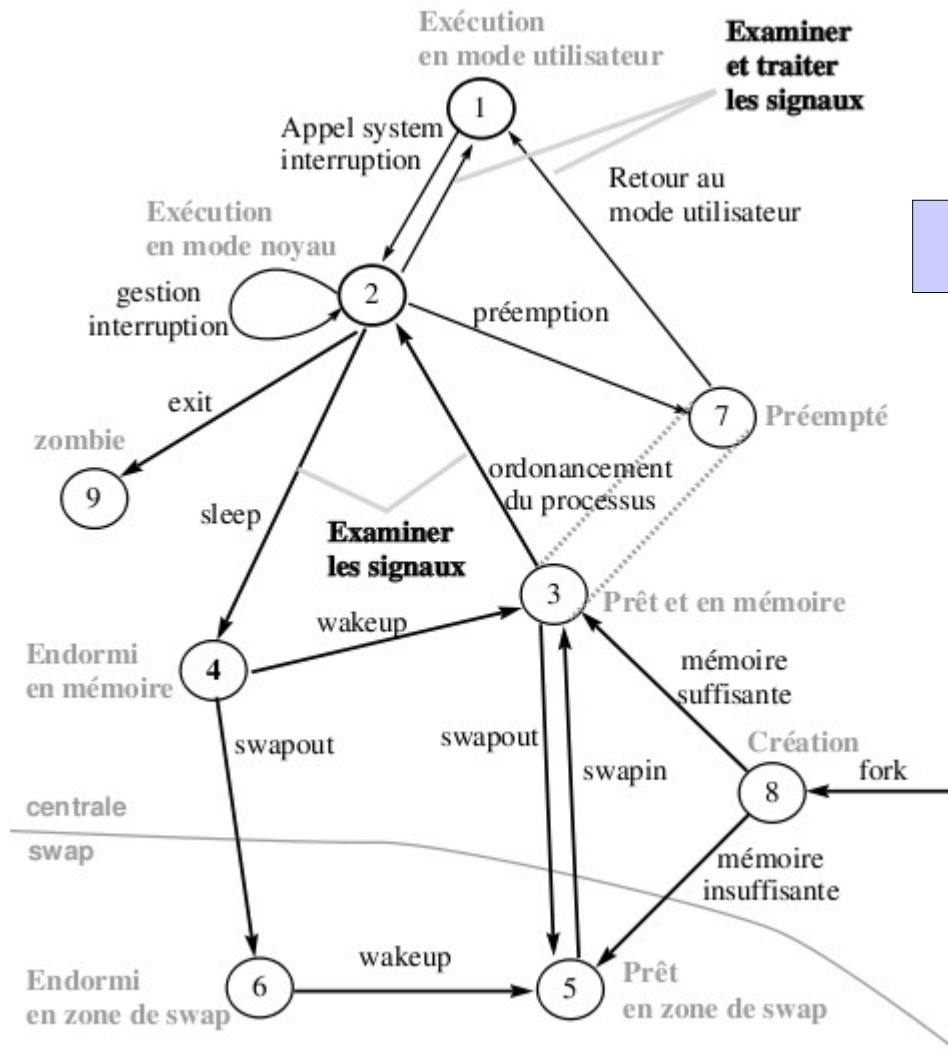 Exécution
en mode utilisateur
Examiner
et traiter
les signaux
1
Appel system
interruption
Retour au
mode utilisateur
Exécution
en mode noyau
gestion
interruption
2
préemption
exit
7
Préempté
zombie
9
ordonancement
du processus
sleep
Examiner
les signaux
3
Prêt et en mémoire
wakeup
Endormi
en mémoire
4
mémoire
suffisante
swapout
swapout
swapin
Création
8
fork
centrale
swap
mémoire
insuffisante
wakeup
Endormi
en zone de swap
6
5
Prêt
en zone de swap